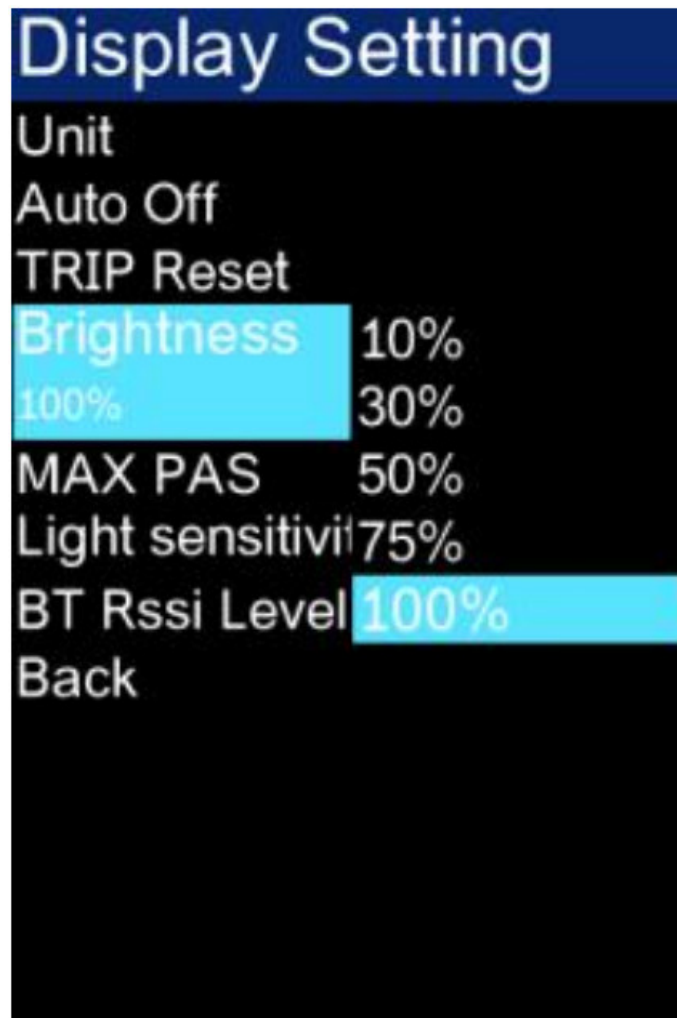 Display Setting
Unit
Auto Off
TRIP Reset
Brightness 10%
100% 30%
MAX PAS 50%
Light sensitivit 75%
BT Rssi Level 100%
Back